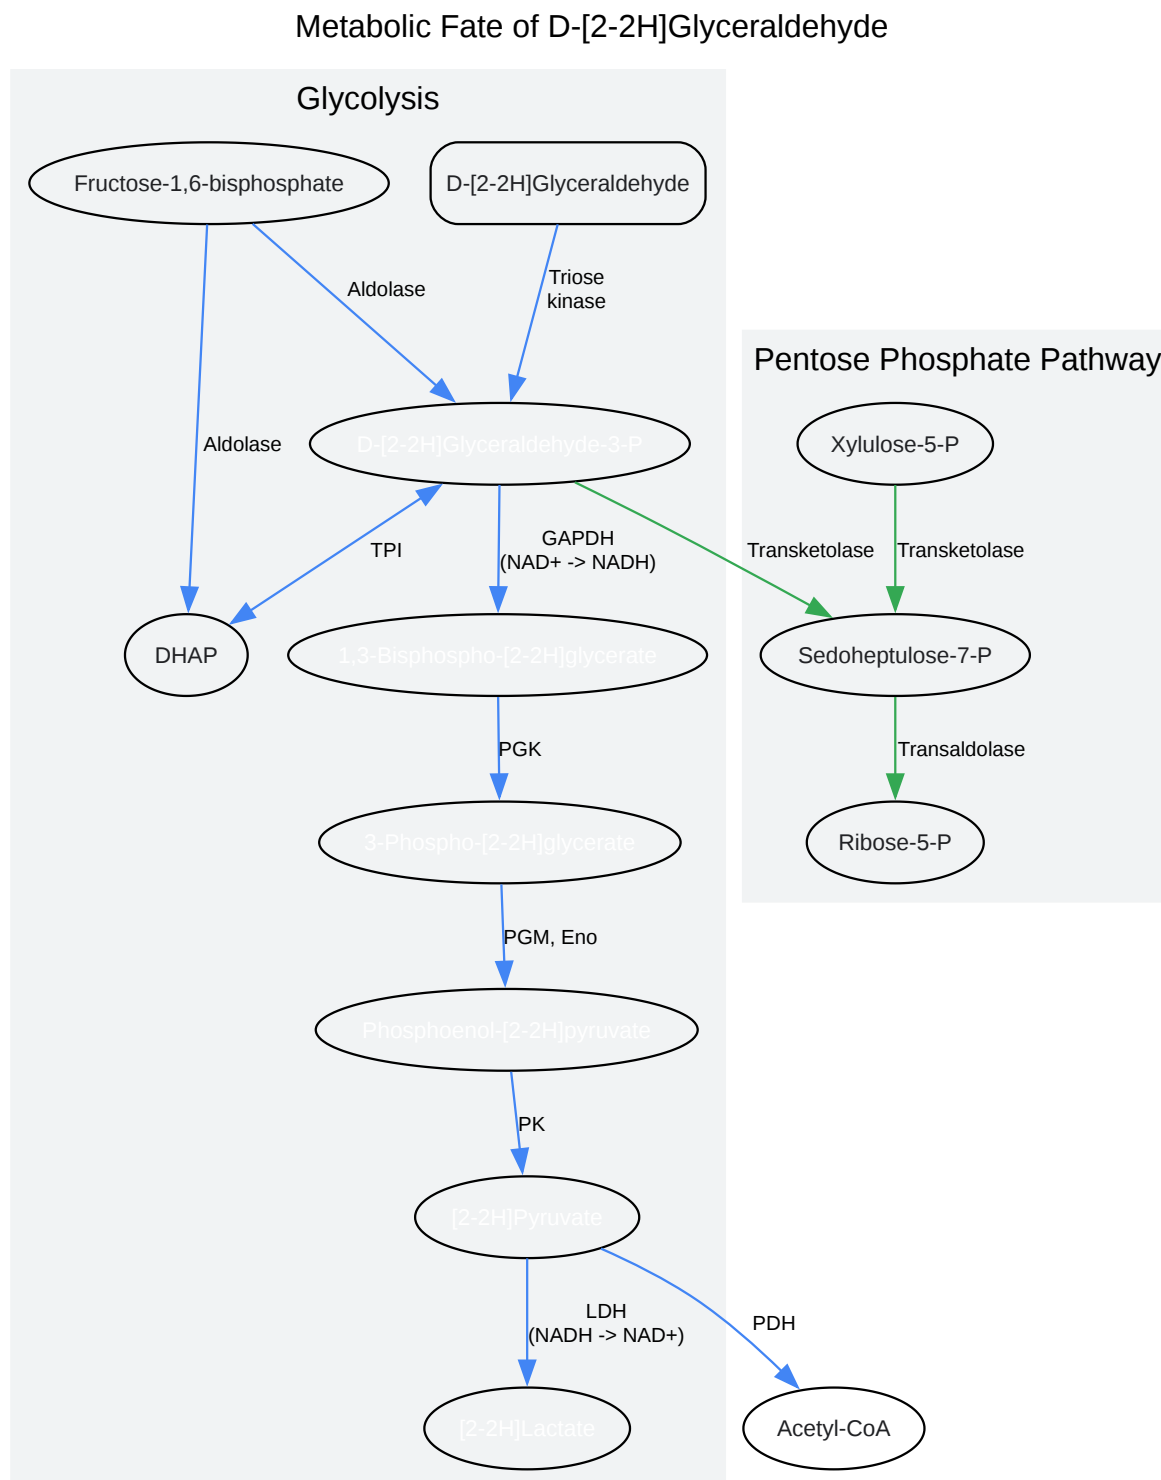 Metabolic Fate of D-[2-2H]Glyceraldehyde
Glycolysis
Fructose-1,6-bisphosphate
D-[2-2H]Glyceraldehyde
Aldolase
Triose
kinase
Pentose Phosphate Pathway
Aldolase
D-[2-2H]Glyceraldehyde-3-P
Xylulose-5-P
TPI
GAPDH
(NAD+ -> NADH)
Transketolase
Transketolase
DHAP
1,3-Bisphospho-[2-2H]glycerate
Sedoheptulose-7-P
PGK
Transaldolase
3-Phospho-[2-2H]glycerate
Ribose-5-P
PGM, Eno
Phosphoenol-[2-2H]pyruvate
PK
[2-2H]Pyruvate
LDH
(NADH -> NAD+)
PDH
[2-2H]Lactate
Acetyl-CoA